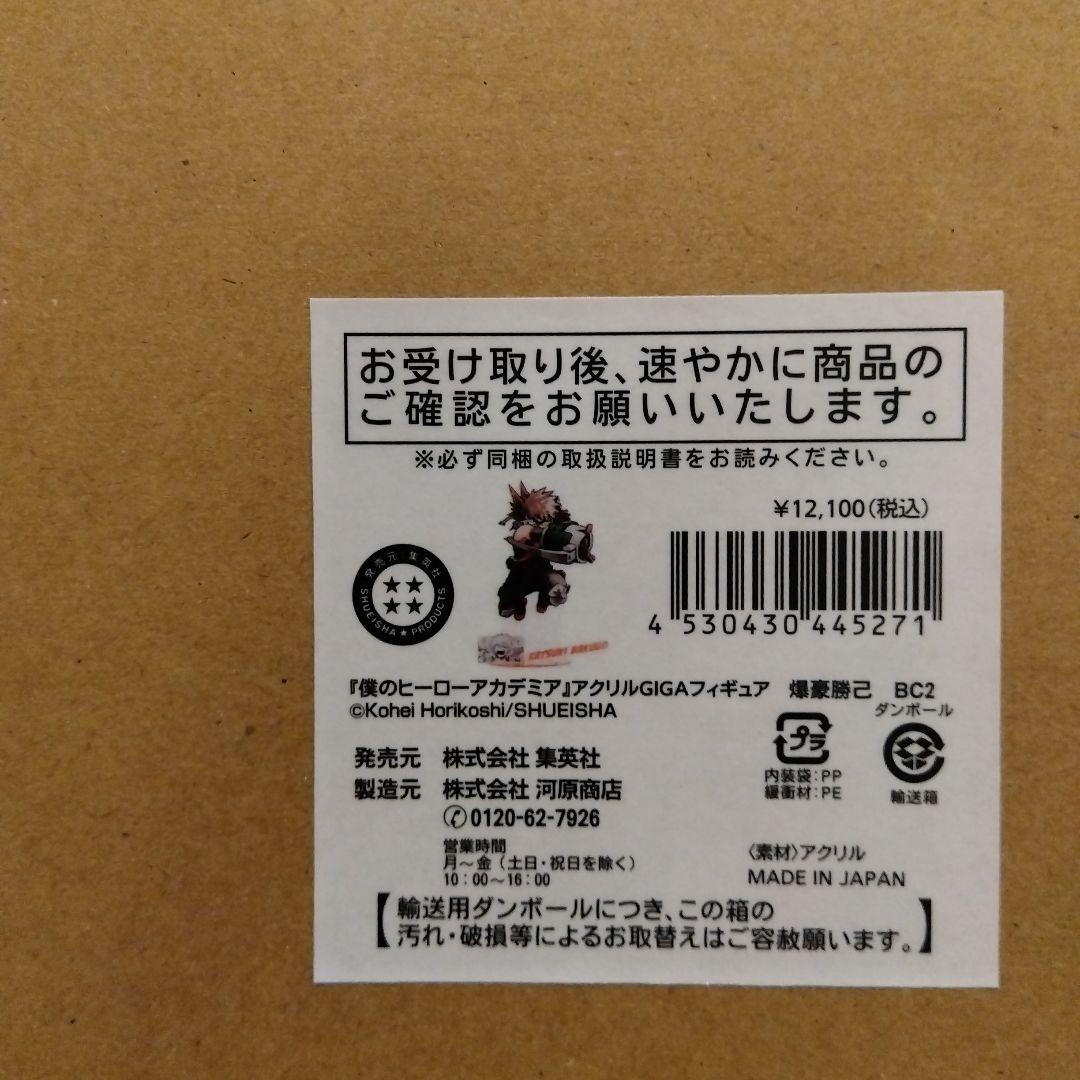 お受け取り後、速やかに商品の
ご確認をお願いいたします。
※必ず同梱の取扱説明書をお読みください。
¥12,100(税込)
発売元 集英社
SHUEISHA★PRODUCTS
4 530430 445271
KATSUKI BAKUGO
『僕のヒーローアカデミア』アクリルGIGAフィギュア 爆豪勝己 BC2
©Kohei Horikoshi/SHUEISHA
ダンボール
プラ
発売元 株式会社 集英社
内装袋:PP
製造元 株式会社 河原商店
緩衝材:PE
輸送箱
0120-62-7926
営業時間
月〜金(土日・祝日を除く)
10:00〜16:00
〈素材〉アクリル
MADE IN JAPAN
【輸送用ダンボールにつき、この箱の
汚れ・破損等によるお取替えはご容赦願います。】